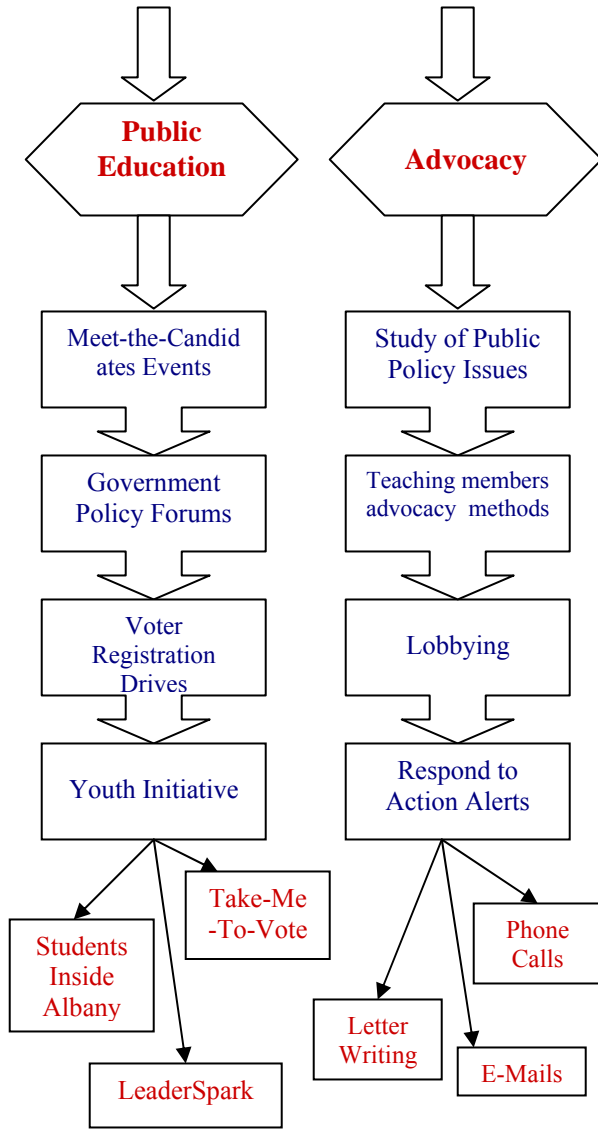 Public
Education
Meet-the-Candid
ates Events
Government
Policy Forums
Voter
Registration
Drives
Youth Initiative
Take-Me
-To-Vote
Students
Inside
Albany
LeaderSpark
Advocacy
Study of Public
Policy Issues
Teaching members
advocacy methods
Lobbying
Respond to
Action Alerts
Phone
Calls
Letter
Writing
E-Mails